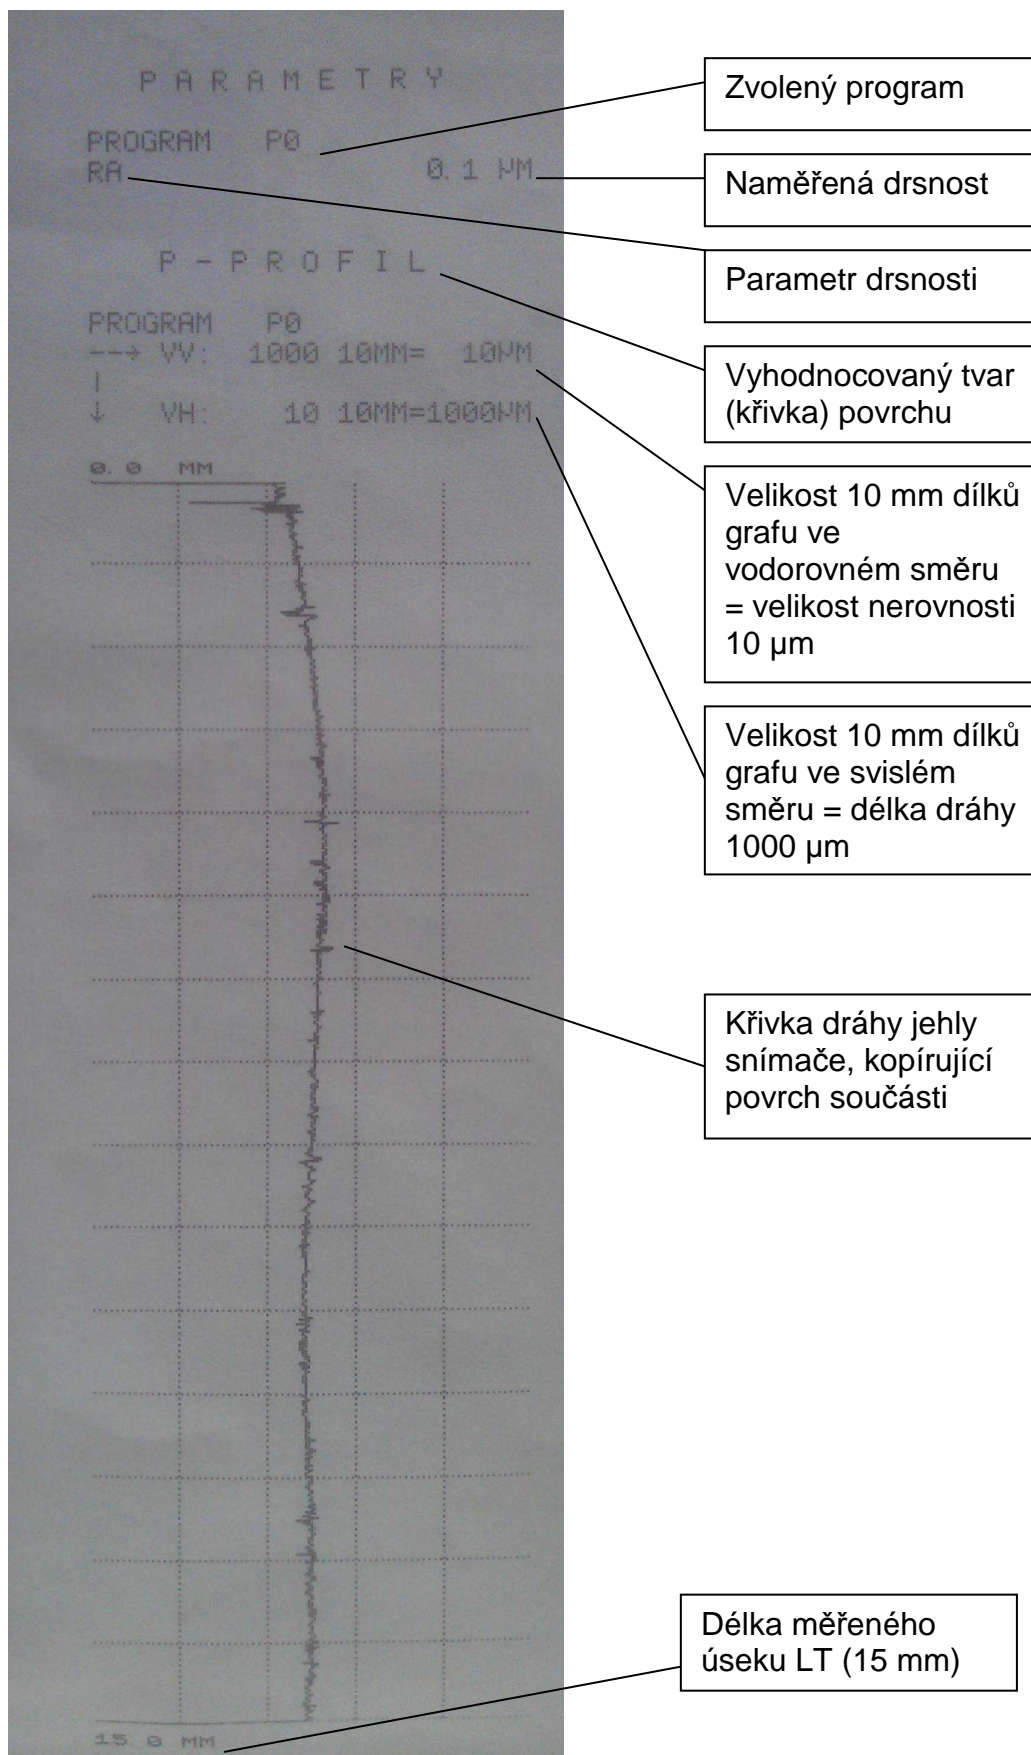 PARAMETRY
PROGRAM P0
RA 0.1 µM
P-PROFIL
PROGRAM P0
--→ VV: 1000 10MM= 10µM
|
↓ VH: 10 10MM=1000µM
0.0 MM
15.0 MM
Zvolený program
Naměřená drsnost
Parametr drsnosti
Vyhodnocovaný tvar
(křivka) povrchu
Velikost 10 mm dílků
grafu ve
vodorovném směru
= velikost nerovnosti
10 µm
Velikost 10 mm dílků
grafu ve svislém
směru = délka dráhy
1000 µm
Křivka dráhy jehly
snímače, kopírující
povrch součásti
Délka měřeného
úseku LT (15 mm)